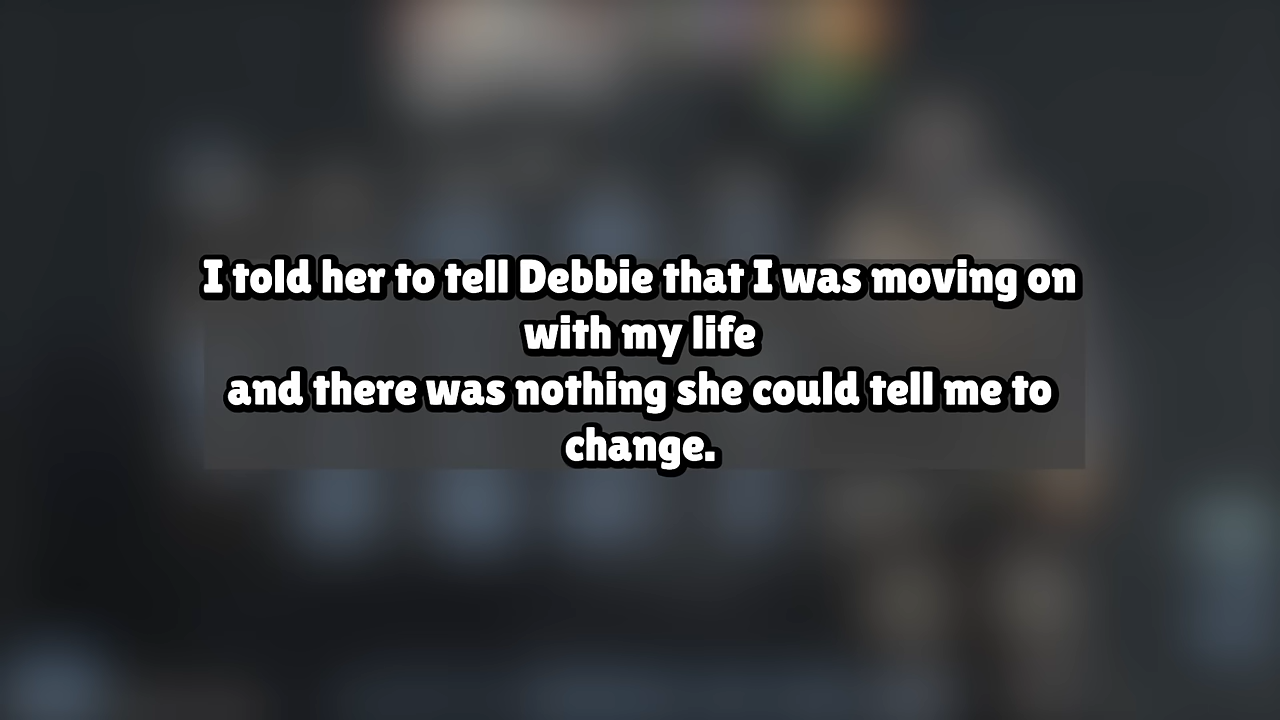 I told her to tell Debbie that I was moving on
with my life
and there was nothing she could tell me to
change.